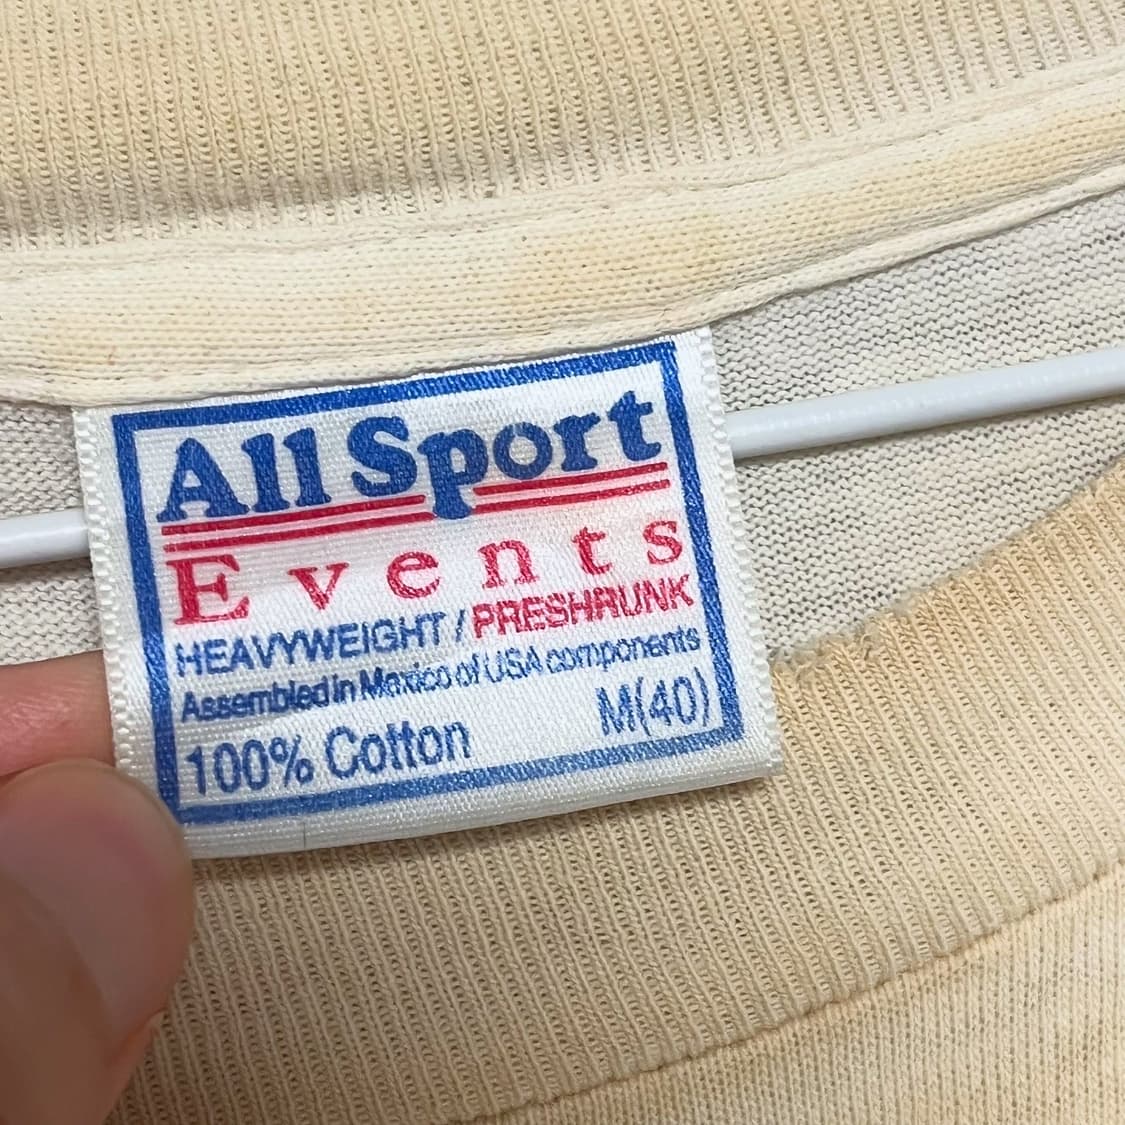 All Sport
Events
HEAVYWEIGHT / PRESHRUNK
Assembled in Mexico of USA components
M(40)
100% Cotton